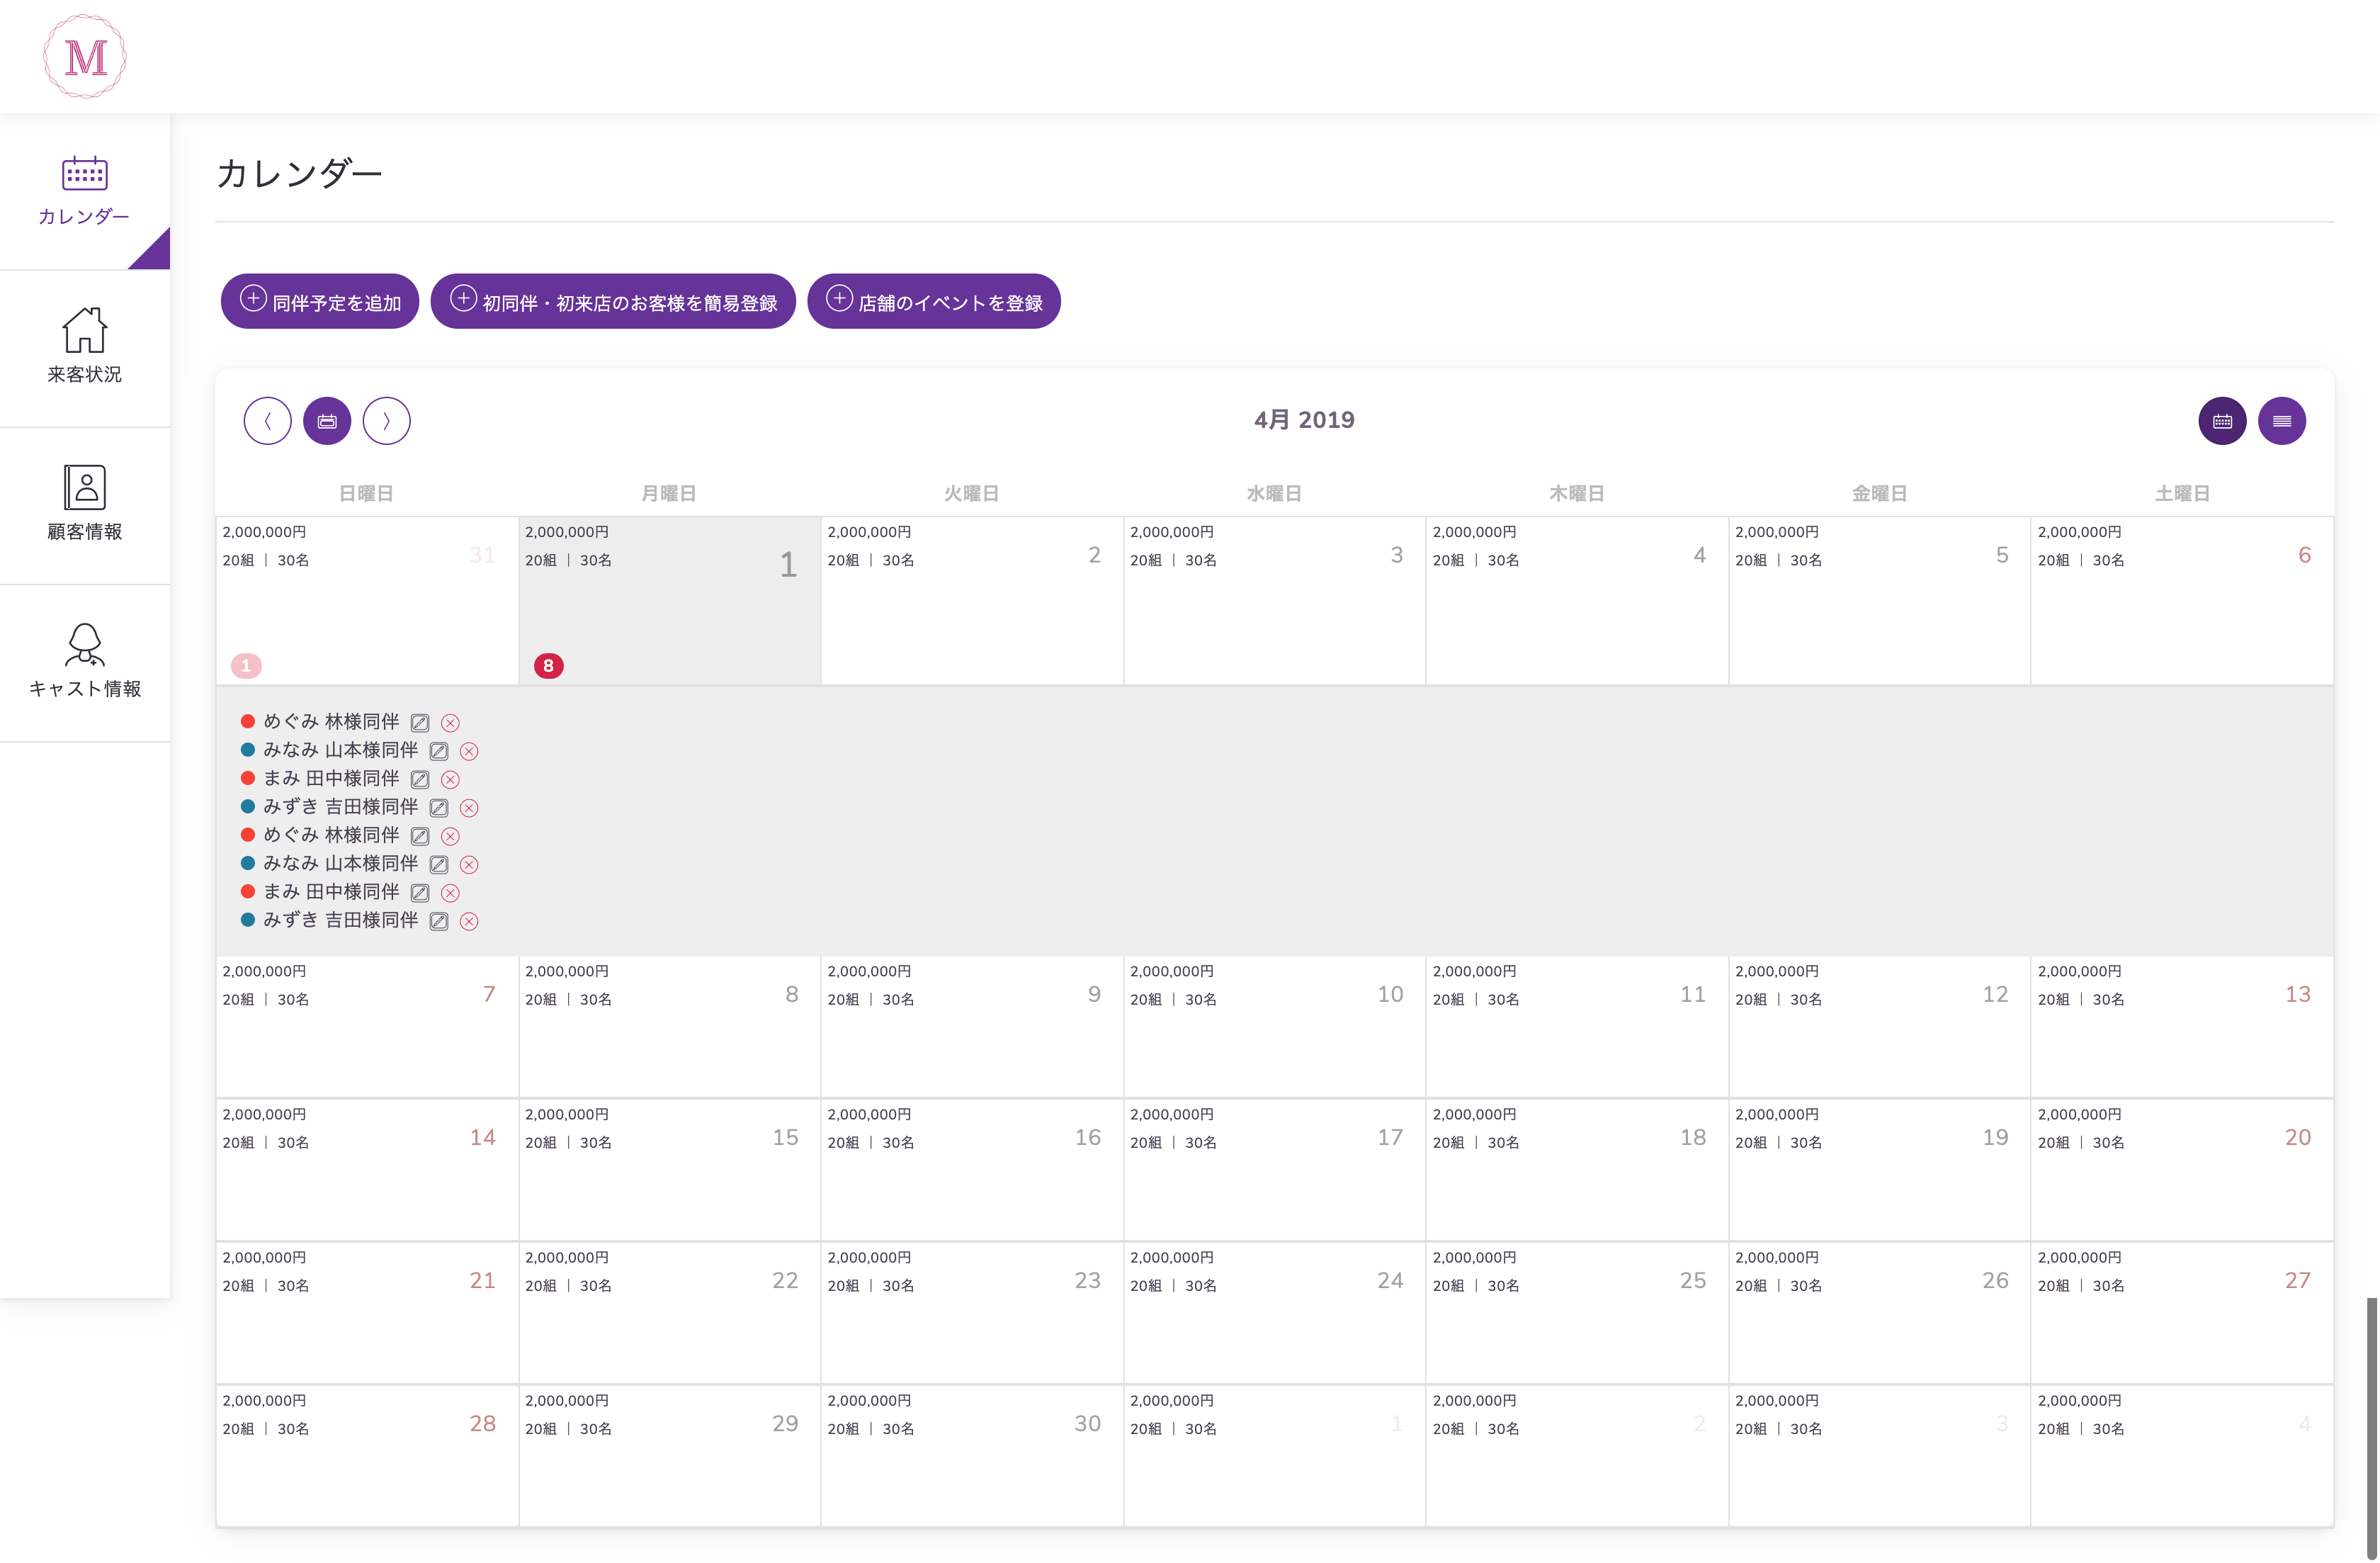 M
カレンダー
カレンダー
来客状況
顧客情報
キャスト情報
同伴予定を追加 初同伴・初来店のお客様を簡易登録 店舗のイベントを登録
4月 2019
日曜日 月曜日 火曜日 水曜日 木曜日 金曜日 土曜日
2,000,000円 2,000,000円 2,000,000円 2,000,000円 2,000,000円 2,000,000円 2,000,000円
20組 | 30名 31 20組 | 30名 1 20組 | 30名 2 20組 | 30名 3 20組 | 30名 4 20組 | 30名 5 20組 | 30名 6
1 8
めぐみ 林様同伴
みなみ 山本様同伴
まみ 田中様同伴
みずき 吉田様同伴
めぐみ 林様同伴
みなみ 山本様同伴
まみ 田中様同伴
みずき 吉田様同伴
2,000,000円 2,000,000円 2,000,000円 2,000,000円 2,000,000円 2,000,000円 2,000,000円
20組 | 30名 7 20組 | 30名 8 20組 | 30名 9 20組 | 30名 10 20組 | 30名 11 20組 | 30名 12 20組 | 30名 13
2,000,000円 2,000,000円 2,000,000円 2,000,000円 2,000,000円 2,000,000円 2,000,000円
20組 | 30名 14 20組 | 30名 15 20組 | 30名 16 20組 | 30名 17 20組 | 30名 18 20組 | 30名 19 20組 | 30名 20
2,000,000円 2,000,000円 2,000,000円 2,000,000円 2,000,000円 2,000,000円 2,000,000円
20組 | 30名 21 20組 | 30名 22 20組 | 30名 23 20組 | 30名 24 20組 | 30名 25 20組 | 30名 26 20組 | 30名 27
2,000,000円 2,000,000円 2,000,000円 2,000,000円 2,000,000円 2,000,000円 2,000,000円
20組 | 30名 28 20組 | 30名 29 20組 | 30名 30 20組 | 30名 1 20組 | 30名 2 20組 | 30名 3 20組 | 30名 4